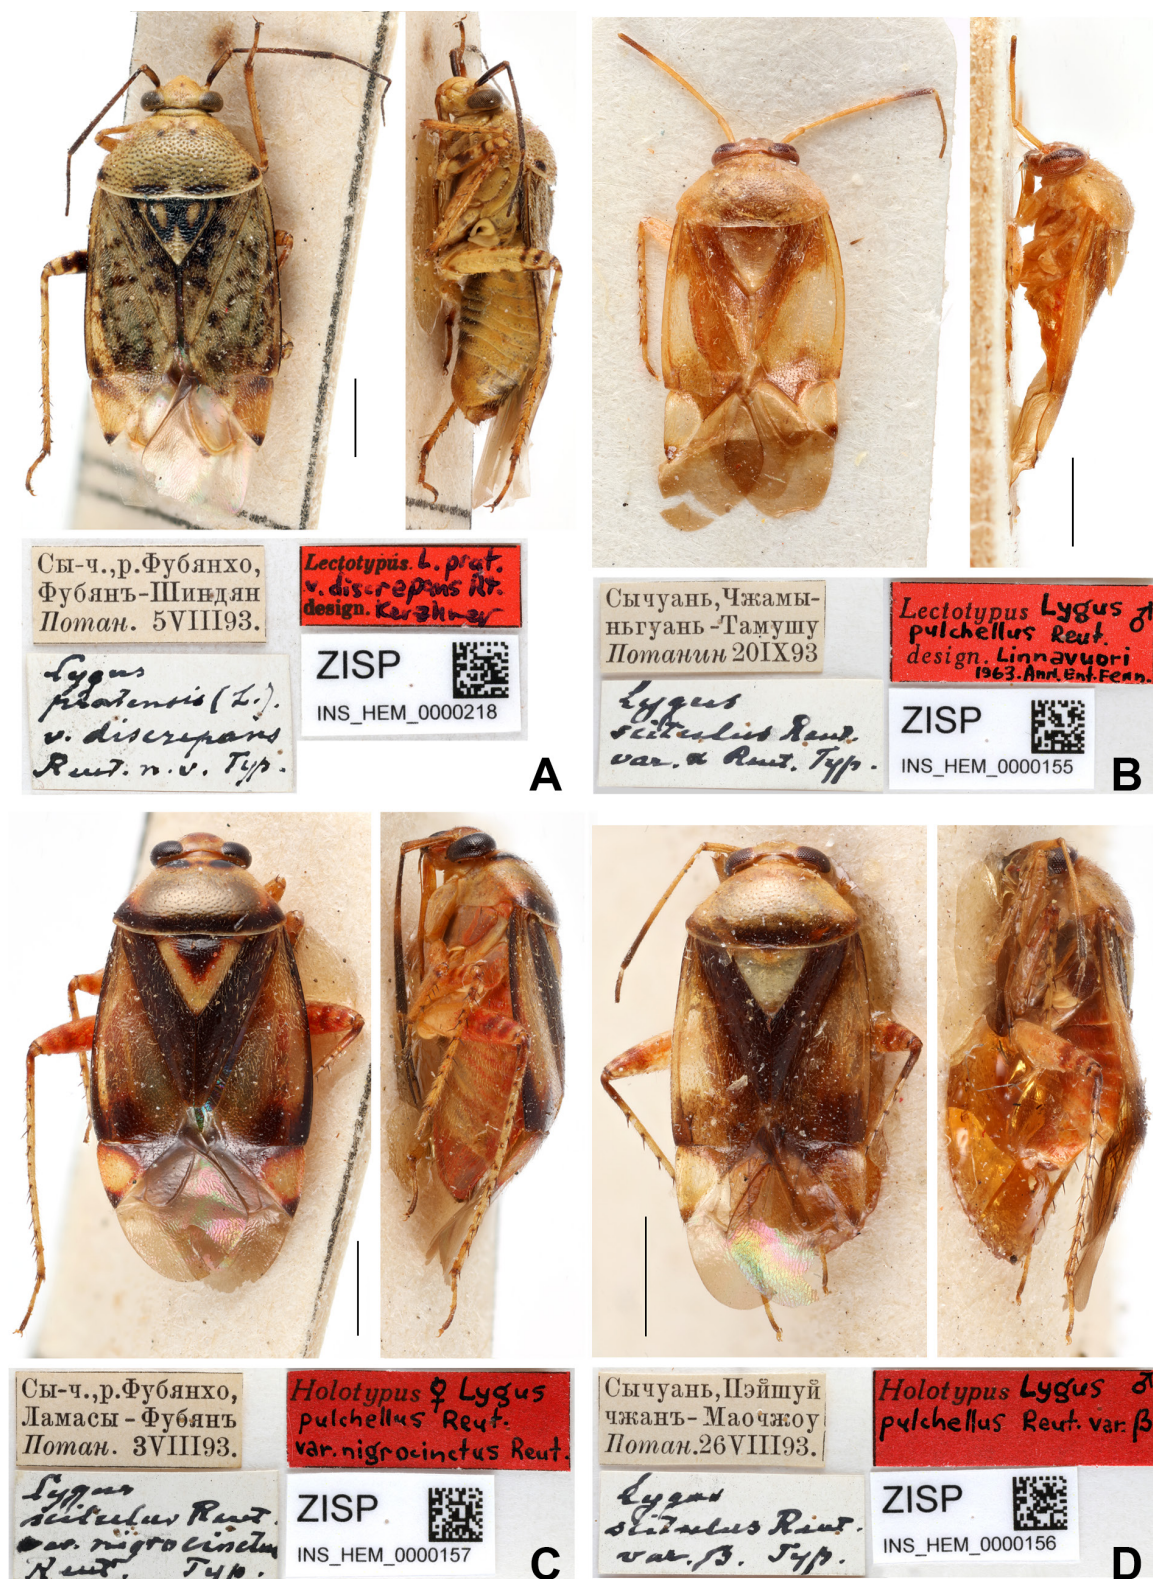 Сы-ч.,р.Фубянхо,
Фубянъ-Шиндян
Потан. 5VIII93.
Lectotypus L. prat.
v. discrepans Rt.
design. Kerzhner
Lygus
pratensis (L.).
v. discrepans
Reut. n. v. Typ.
ZISP
INS_HEM_0000218
A
Сычуань,Чжамы-
ньгуань-Тамушу
Потанин 20IX93
Lectotypus Lygus ♂
pulchellus Reut.
design. Linnavuori
1963. Ann. Ent. Fenn.
Lygus
scitulus Reut.
var. α Reut. Typ.
ZISP
INS_HEM_0000155
B
Сы-ч.,р.Фубянхо,
Ламасы-Фубянъ
Потан. 3VIII93.
Holotypus ♀ Lygus
pulchellus Reut.
var. nigrocinctus Reut.
Lygus
scitulus Reut.
var. nigrocinctus
Reut. Typ.
ZISP
INS_HEM_0000157
C
Сычуань,Пэйшуй
чжанъ-Маочжоу
Потан.26VIII93.
Holotypus Lygus ♂
pulchellus Reut. var. β
Lygus
scitulus Reut.
var. β. Typ.
ZISP
INS_HEM_0000156
D